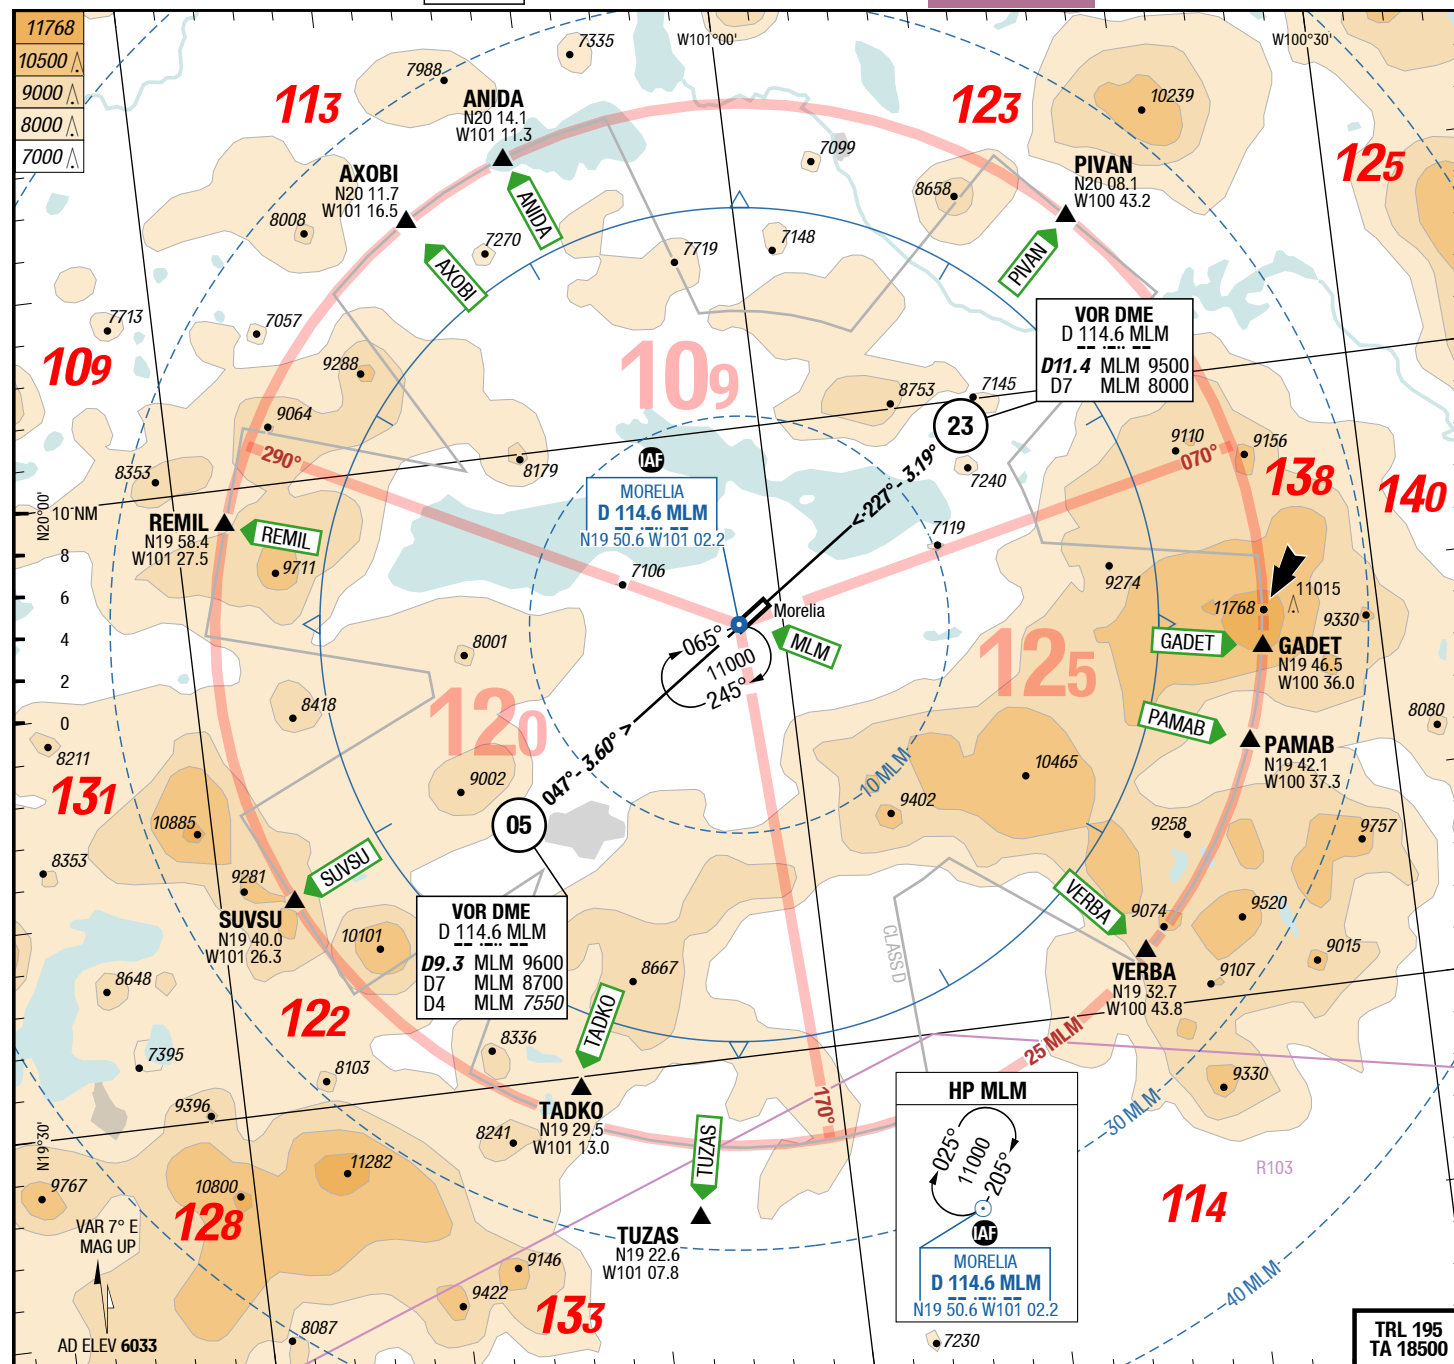 11768
10500
9000
8000
7000
7335
W101°00'
W100°30'
7988
113
ANIDA
N20 14.1
W101 11.3
123
10239
125
7099
AXOBI
N20 11.7
W101 16.5
PIVAN
N20 08.1
W100 43.2
8658
ANIDA
8008
7270
7719
7148
PIVAN
AXOBI
7713
7057
VOR DME
D 114.6 MLM
D11.4 MLM 9500
D7 MLM 8000
109
9288
109
8753
7145
9064
23
9110
9156
290°
070°
8353
8179
IAF
7240
138
140
N20°00'
10 NM
MORELIA
D 114.6 MLM
N19 50.6 W101 02.2
<-227° - 3.19°
REMIL
N19 58.4
W101 27.5
REMIL
8
7119
9711
7106
9274
6
11768
11015
9330
Morelia
4
8001
065°
MLM
GADET
GADET
N19 46.5
W100 36.0
11000
125
2
245°
8418
120
PAMAB
8080
0
8211
PAMAB
N19 42.1
W100 37.3
047° - 3.60° >
131
9002
10 MLM
10465
9402
10885
05
9258
9757
8353
SUVSU
9281
VERBA
9074
9520
SUVSU
N19 40.0
W101 26.3
VOR DME
D 114.6 MLM
D9.3 MLM 9600
D7 MLM 8700
D4 MLM 7550
10101
CLASS D
9015
8667
VERBA
N19 32.7
W100 43.8
9107
8648
122
TADKO
8336
25 MLM
7395
8103
HP MLM
9330
9396
TADKO
N19 29.5
W101 13.0
170°
30 MLM
N19°30'
8241
025°
11000
205°
TUZAS
11282
R103
9767
10800
114
128
TUZAS
N19 22.6
W101 07.8
IAF
VAR 7° E
MAG UP
MORELIA
D 114.6 MLM
N19 50.6 W101 02.2
9146
40 MLM
9422
133
8087
7230
AD ELEV 6033
TRL 195
TA 18500